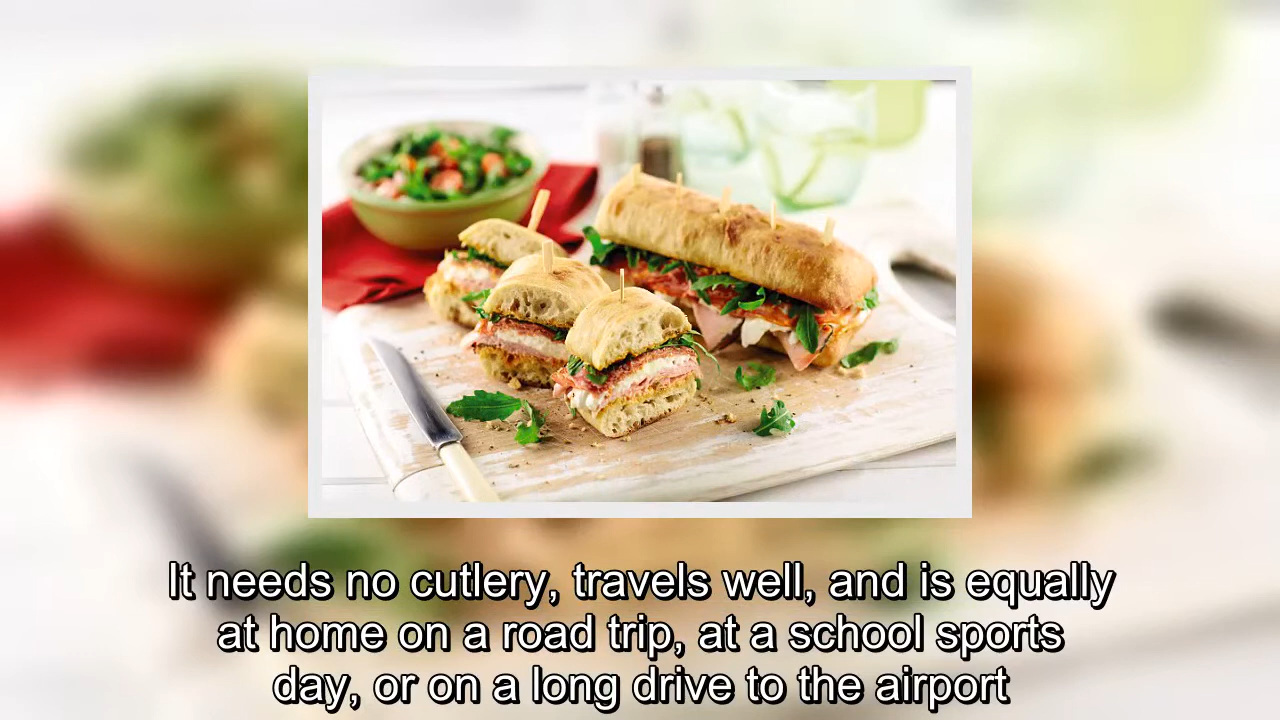 It needs no cutlery, travels well, and is equally
at home on a road trip, at a school sports
day, or on a long drive to the airport